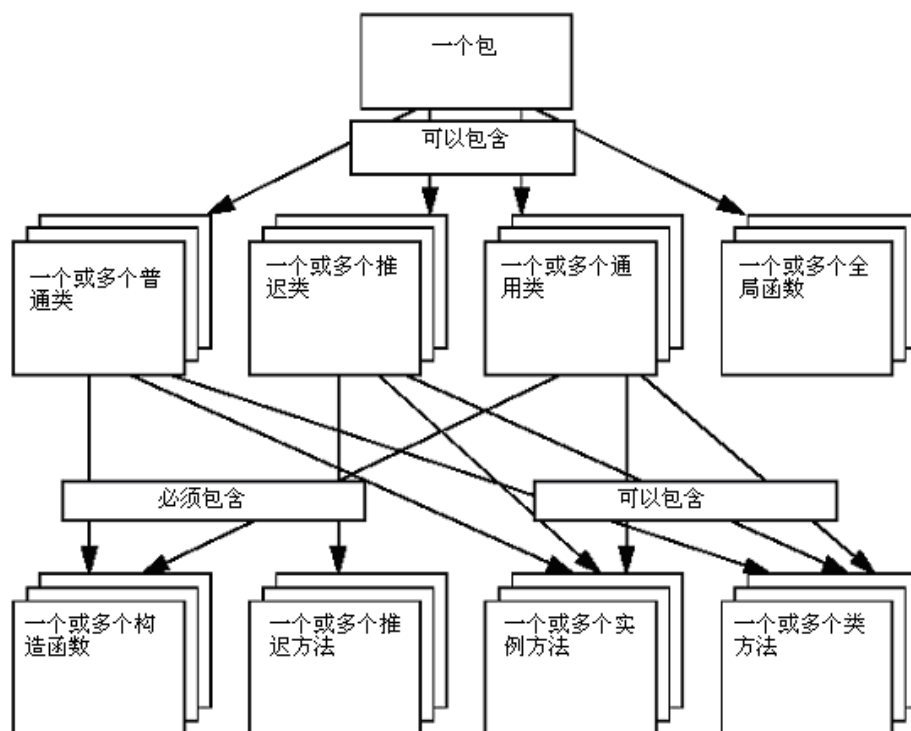 一个包
可以包含
一个或多个普
通类
一个或多个推
迟类
一个或多个通
用类
一个或多个全
局函数
必须包含
可以包含
一个或多个构
造函数
一个或多个推
迟方法
一个或多个实
例方法
一个或多个类
方法